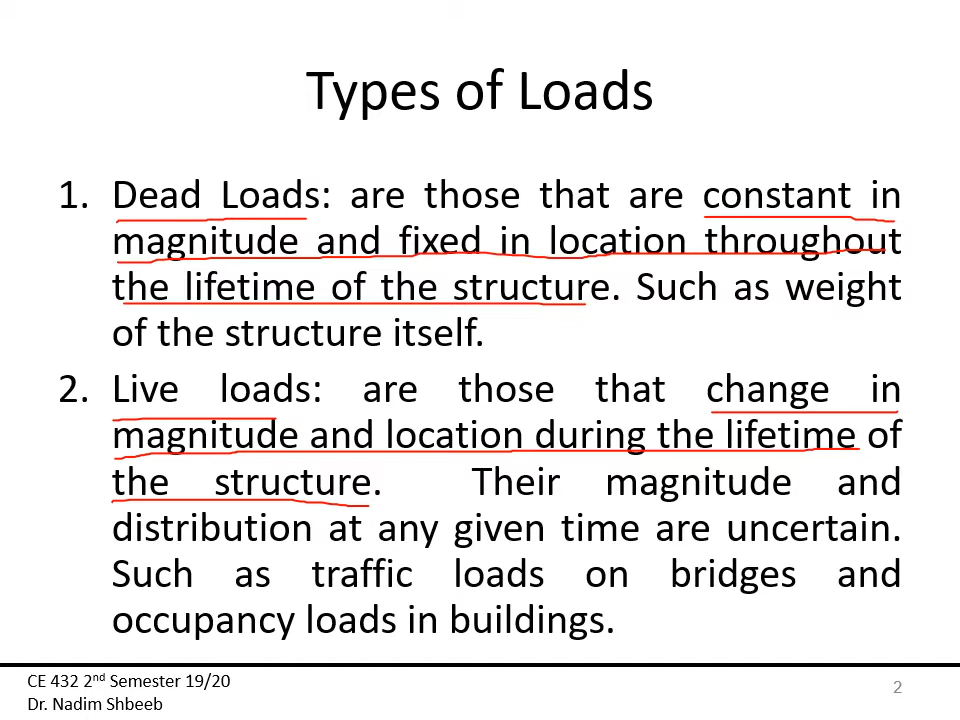 Types of Loads
1. Dead Loads: are those that are constant in
magnitude and fixed in location throughout
the lifetime of the structure. Such as weight
of the structure itself.
2. Live loads: are those that change in
magnitude and location during the lifetime of
the structure. Their magnitude and
distribution at any given time are uncertain.
Such as traffic loads on bridges and
occupancy loads in buildings.
CE 432 2nd Semester 19/20
Dr. Nadim Shbeeb
2